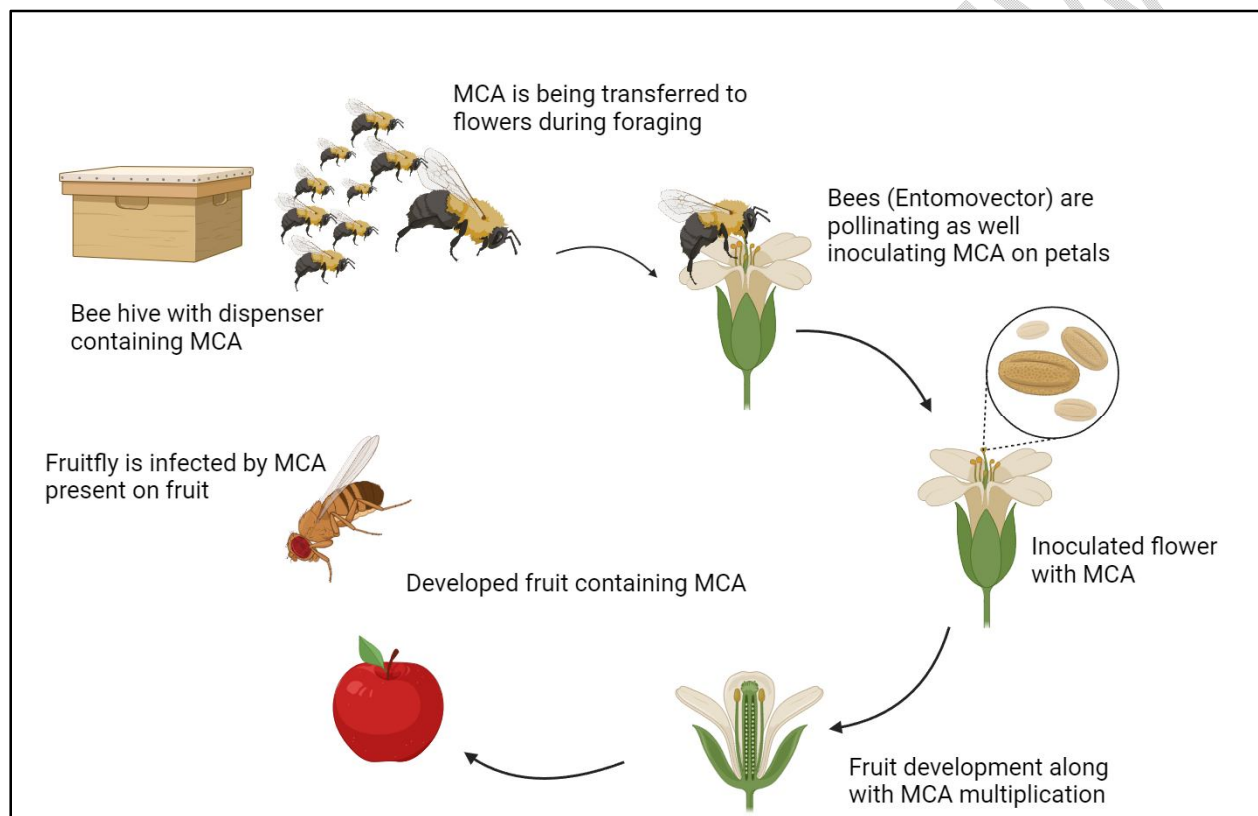 MCA is being transferred to
flowers during foraging
Bee hive with dispenser
containing MCA
Bees (Entomovector) are
pollinating as well
inoculating MCA on petals
Inoculated flower
with MCA
Fruit development along
with MCA multiplication
Developed fruit containing MCA
Fruitfly is infected by MCA
present on fruit